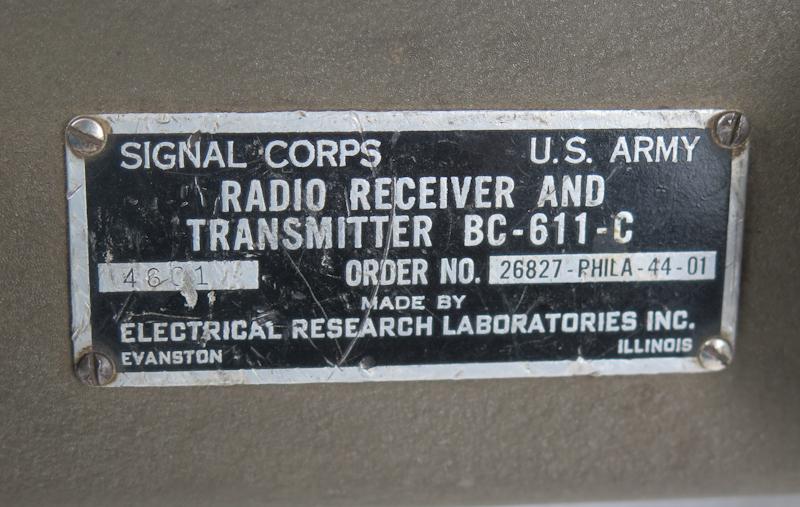 SIGNAL CORPS U.S. ARMY
RADIO RECEIVER AND
TRANSMITTER BC-611-C
4601 ORDER NO. 26827-PHILA-44-01
MADE BY
ELECTRICAL RESEARCH LABORATORIES INC.
EVANSTON ILLINOIS